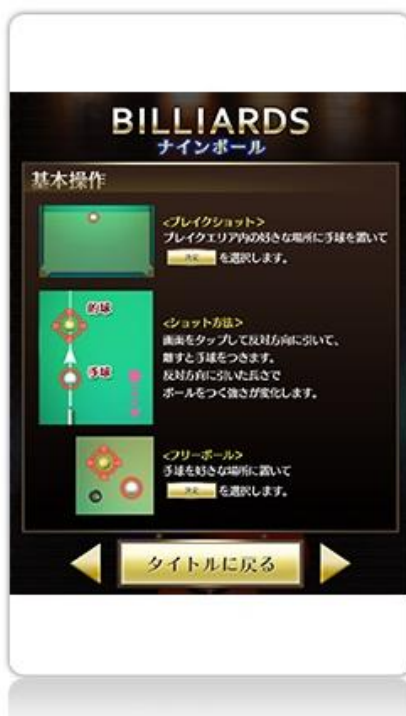 BILLIARDS
ナインボール
基本操作
<ブレイクショット>
ブレイクエリア内の好きな場所に手球を置いて
決定 を選択します。
的球
手球
<ショット方法>
画面をタップして反対方向に引いて、
離すと手球をつきます。
反対方向に引いた長さで
ボールをつく強さが変化します。
<フリーボール>
手球を好きな場所に置いて
決定 を選択します。
タイトルに戻る